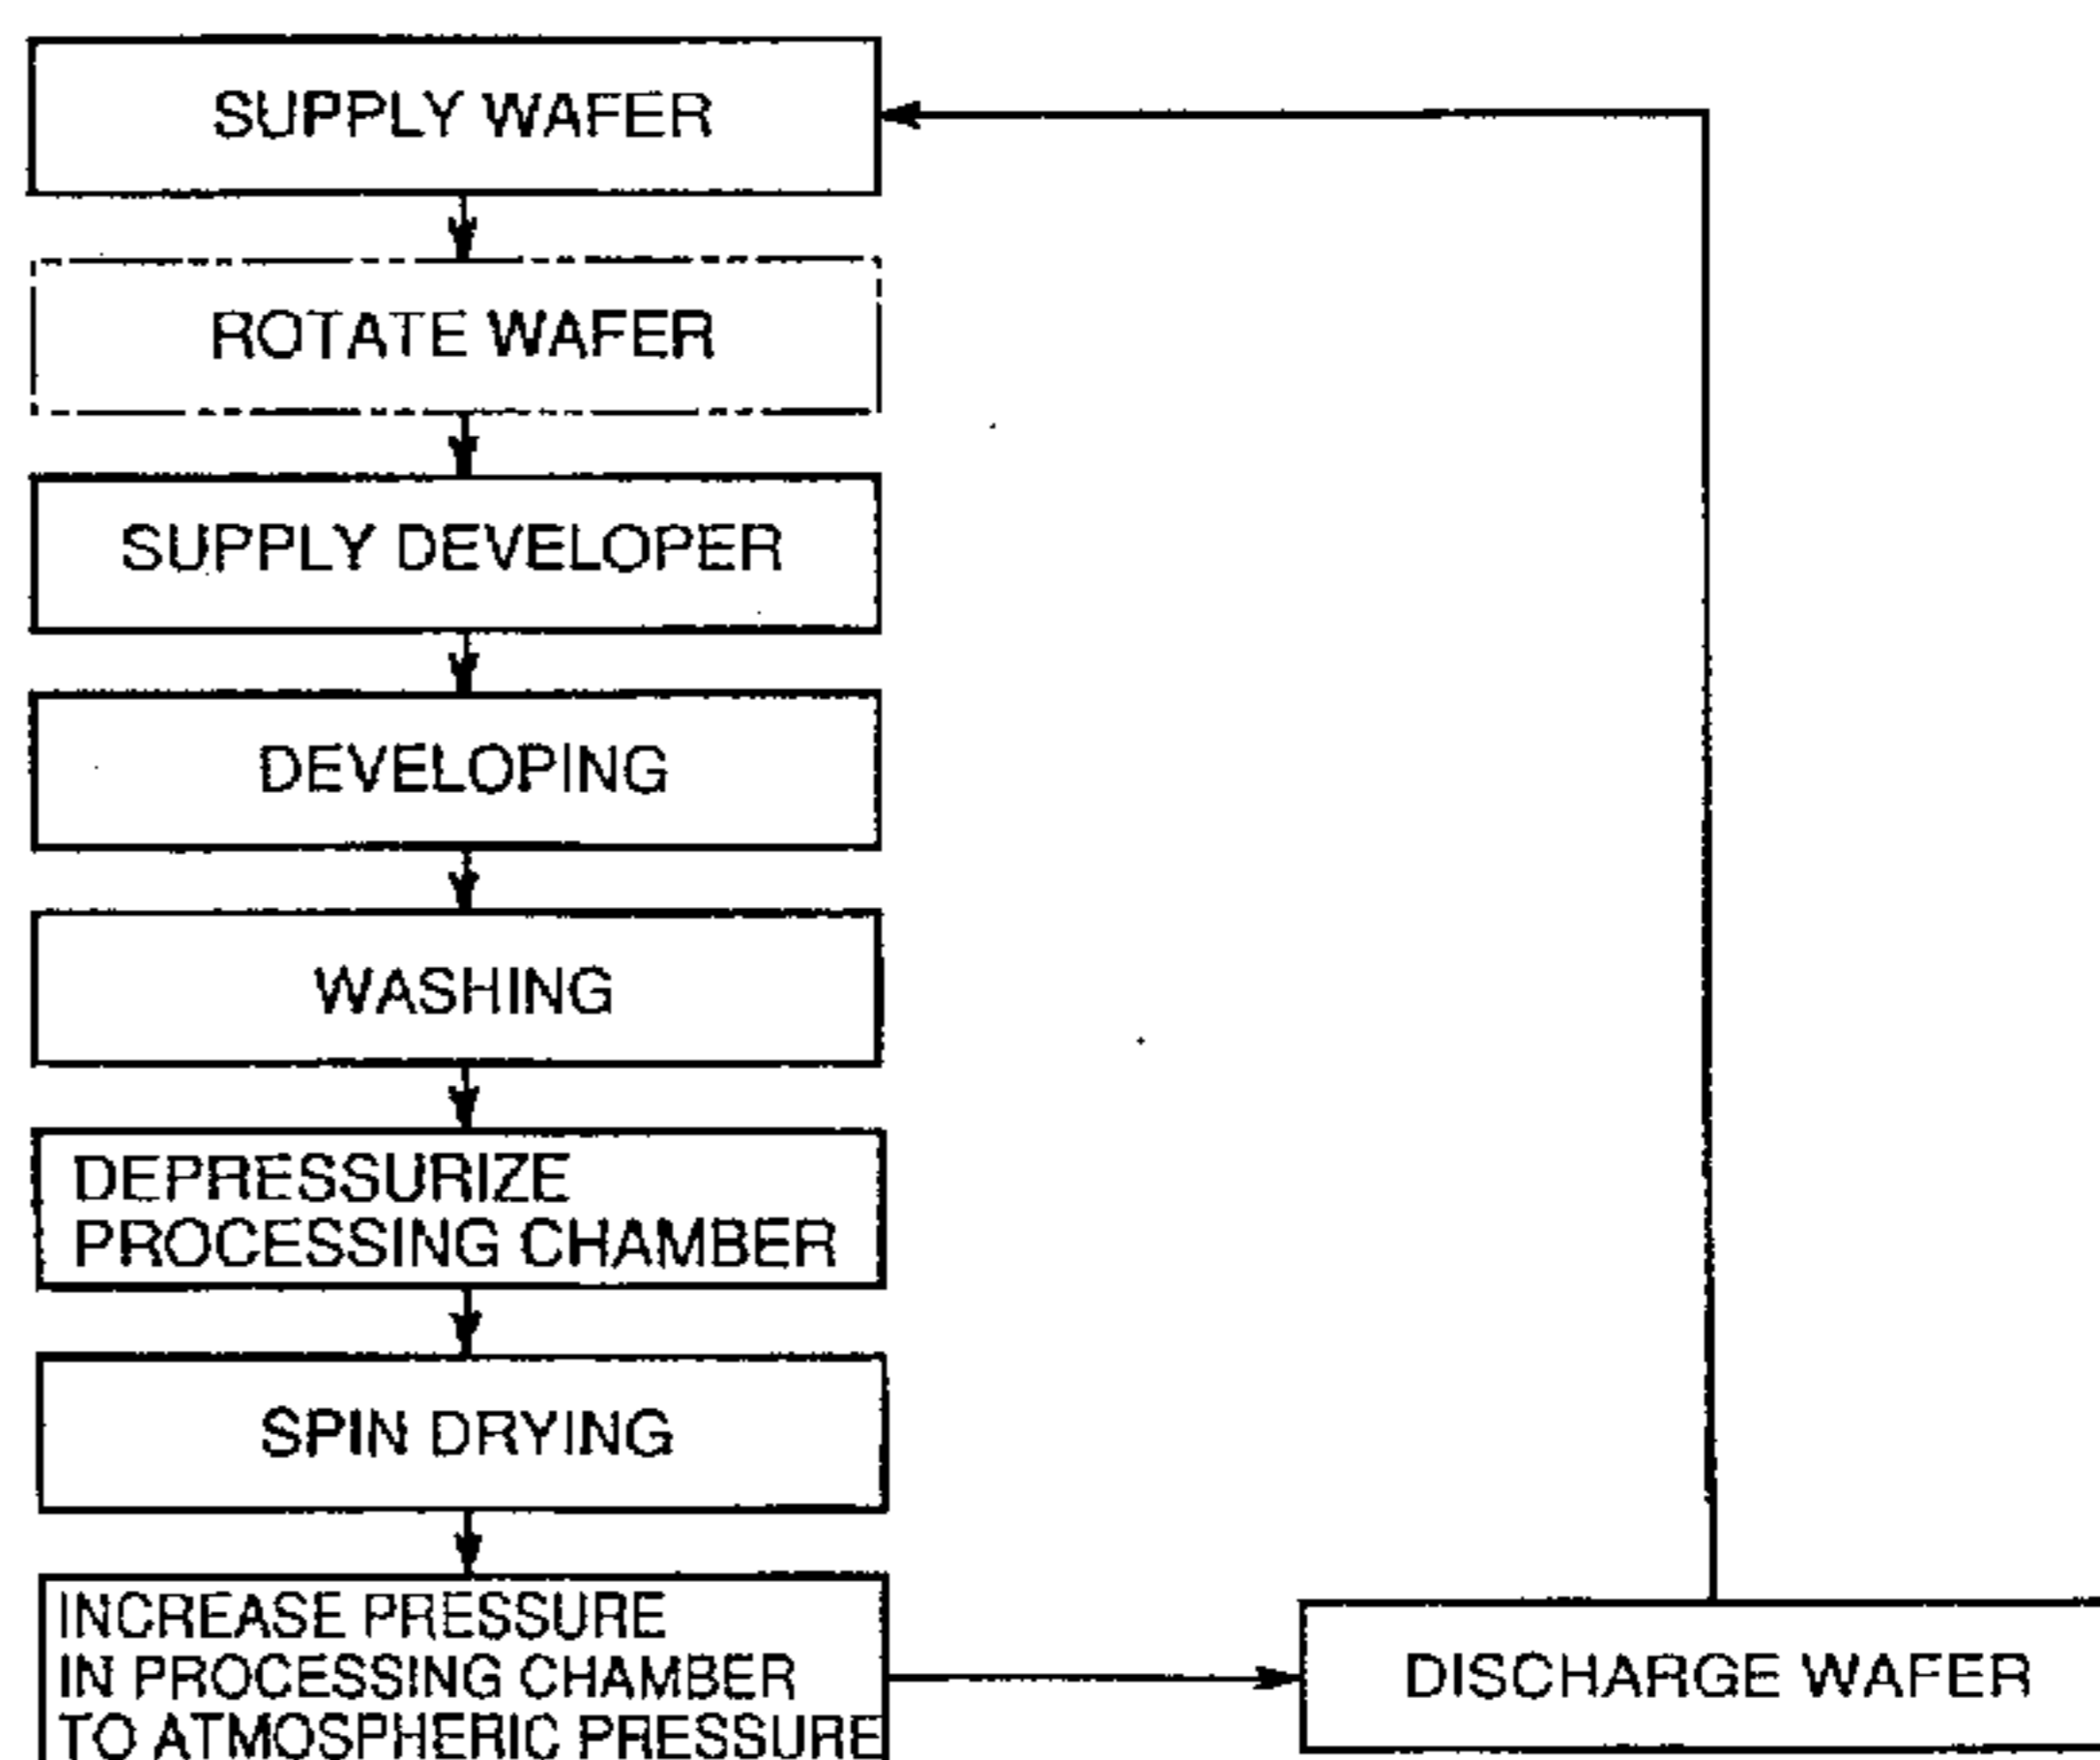 SUPPLY WAFER
ROTATE WAFER
SUPPLY DEVELOPER
DEVELOPING
WASHING
DEPRESSURIZE
PROCESSING CHAMBER
SPIN DRYING
INCREASE PRESSURE
IN PROCESSING CHAMBER
TO ATMOSPHERIC PRESSURE
DISCHARGE WAFER